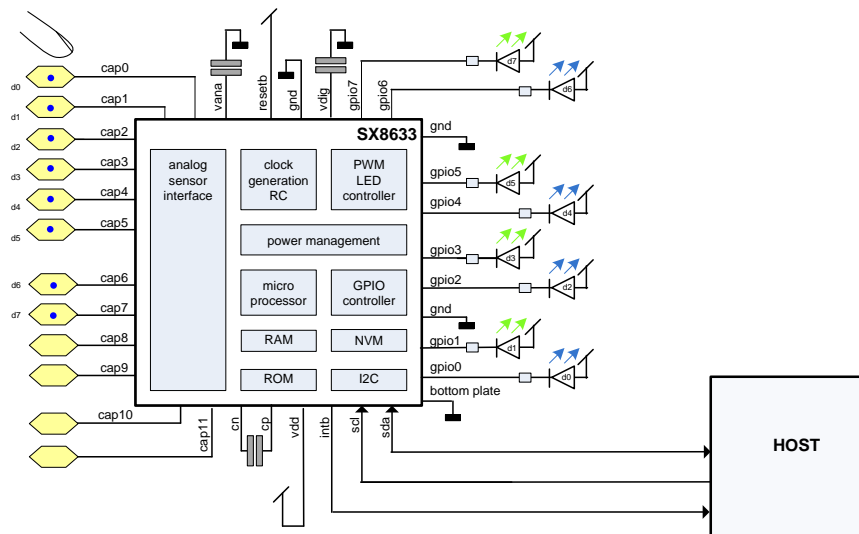 d0
cap0
d1
cap1
d2
cap2
d3
cap3
d4
cap4
d5
cap5
d6
cap6
d7
cap7
cap8
cap9
cap10
cap11
vana
resetb
gnd
vdig
gpio7
gpio6
SX8633
analog
sensor
interface
clock
generation
RC
PWM
LED
controller
power management
micro
processor
GPIO
controller
RAM
NVM
ROM
I2C
cn
cp
vdd
intb
scl
sda
d7
d6
gnd
gpio5
d5
gpio4
d4
gpio3
d3
gpio2
d2
gnd
gpio1
d1
gpio0
d0
bottom plate
HOST